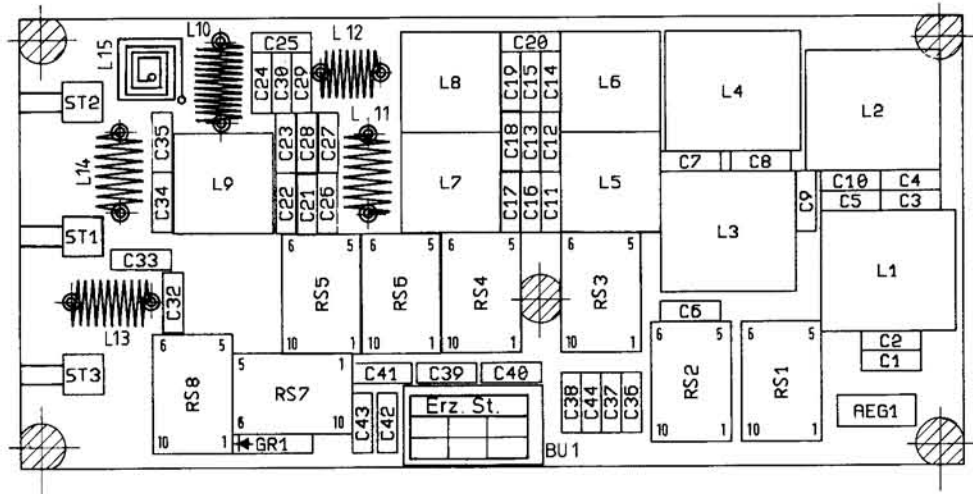 L15
L10
C25
L12
C24
C30
C29
ST2
L8
C20
C19
C15
C14
L6
L4
L2
C35
C34
L14
L9
C23
C28
C27
C22
C21
C26
L.11
L7
C18
C13
C12
C17
C16
C11
L5
C7
C8
C9
C10
C4
C5
C3
ST1
C33
L3
L1
6 5
RS5
10 1
6 5
RS6
10 1
6 5
RS4
10 1
6 5
RS3
10 1
L13
C32
C6
C2
C1
ST3
6 5
RS8
10 1
5 1
RS7
6 10
GR1
C41
C39
C40
C43
C42
Erz. St.
BU1
C38
C44
C37
C36
6 5
RS2
10 1
6 5
RS1
10 1
AEG1